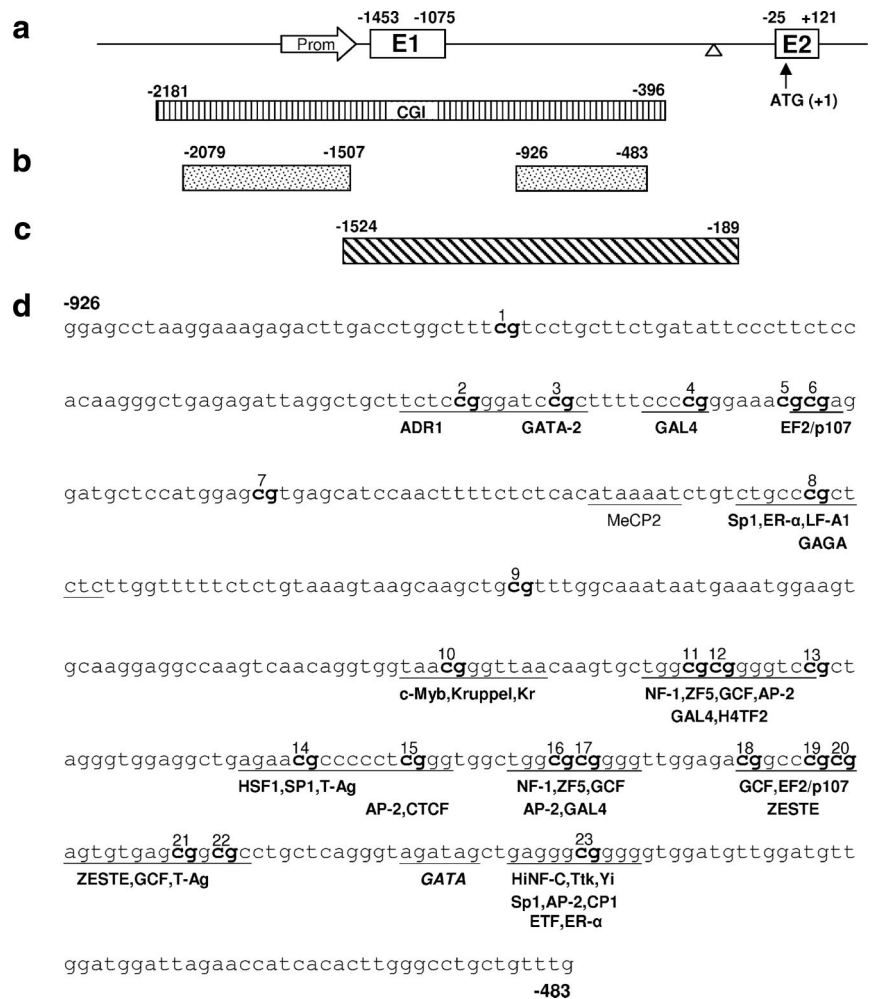 a
-1453 -1075 -25 +121
Prom E1 E2
ATG (+1)
-2181 -396
CGI
b
-2079 -1507 -926 -483
c
-1524 -189
d
-926
1
ggagcctaaggaaagagacttgacctggctttcgtcctgcttctgatattcccttctcc
2 3 4 5 6
acaagggctgagagattaggctgcttctcccgggatccgcttttcccccgggaaacgcgag
ADR1 GATA-2 GAL4 EF2/p107
7 8
gatgctccatggagcgtgagcatccaacttttctctcacataaaatctgtctgcccgct
MeCP2 Sp1,ER-α,LF-A1
GAGA
9
ctcttggtttttctctgtaaagtaagcaagctgcgtttggcaaataatgaaatggaagt
10 11 12 13
gcaaggaggccaagtcaacaggtggtaacgggttaacaagtgctggcgcggggtccgct
c-Myb,Kruppel,Kr NF-1,ZF5,GCF,AP-2
GAL4,H4TF2
14 15 16 17 18 19 20
agggtggaggctgagaacgccccctcgggtggctggcgcggggttggagacggcccgcg
HSF1,SP1,T-Ag NF-1,ZF5,GCF GCF,EF2/p107
AP-2,CTCF AP-2,GAL4 ZESTE
21 22 23
agtgtgagcggcgcctgctcagggtagatagctgagggcggggtggatgttggatgtt
ZESTE,GCF,T-Ag GATA HiNF-C,Ttk,Yi
Sp1,AP-2,CP1
ETF,ER-α
ggatggattagaaccatcacacttgggcctgctgtttg
-483